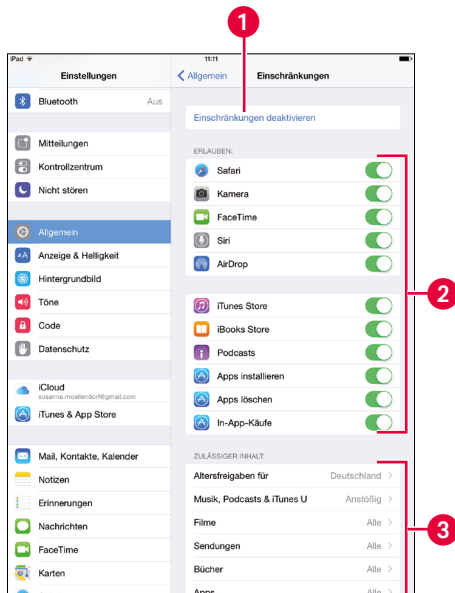 1
iPad
11:11
Einstellungen
Allgemein
Einschränkungen
Bluetooth
Aus
Mitteilungen
Kontrollzentrum
Nicht stören
Allgemein
Anzeige & Helligkeit
Hintergrundbild
Töne
Code
Datenschutz
iCloud
susanne.moellendorf@gmail.com
iTunes & App Store
Mail, Kontakte, Kalender
Notizen
Erinnerungen
Nachrichten
FaceTime
Karten
Einschränkungen deaktivieren
ERLAUBEN:
Safari
Kamera
FaceTime
Siri
AirDrop
iTunes Store
iBooks Store
Podcasts
Apps installieren
Apps löschen
In-App-Käufe
2
ZULÄSSIGER INHALT:
Altersfreigaben für
Deutschland
Musik, Podcasts & iTunes U
Anstößig
Filme
Alle
Sendungen
Alle
Bücher
Alle
Apps
Alle
3